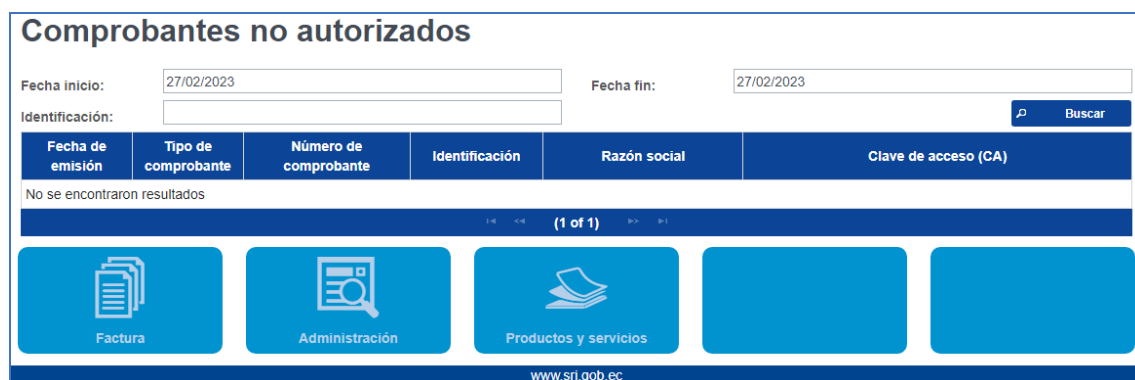 Comprobantes no autorizados
Fecha inicio: 27/02/2023 Fecha fin: 27/02/2023
Identificación: Buscar
Fecha de emisión Tipo de comprobante Número de comprobante Identificación Razón social Clave de acceso (CA)
No se encontraron resultados
(1 of 1)
Factura Administración Productos y servicios
www.sri.gob.ec